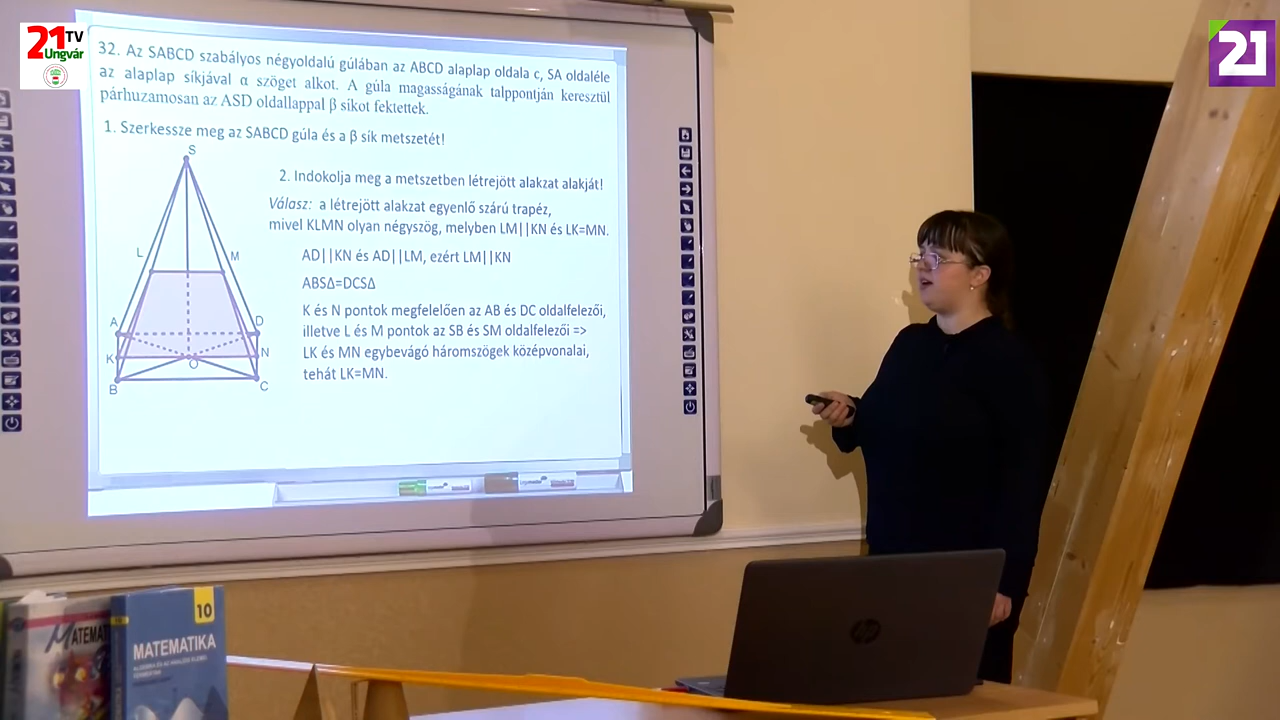 21TV
Ungvár
21
32. Az SABCD szabályos négyoldalú gúlában az ABCD alaplap oldala c, SA oldaléle
az alaplap síkjával α szöget alkot. A gúla magasságának talppontján keresztül
párhuzamosan az ASD oldallappal β síkot fektettek.
1. Szerkessze meg az SABCD gúla és a β sík metszetét!
S
2. Indokolja meg a metszetben létrejött alakzat alakját!
Válasz: a létrejött alakzat egyenlő szárú trapéz,
mivel KLMN olyan négyszög, melyben LM||KN és LK=MN.
L
M
AD||KN és AD||LM, ezért LM||KN
ABSΔ=DCSΔ
K és N pontok megfelelően az AB és DC oldalfelezői,
A
D
illetve L és M pontok az SB és SM oldalfelezői =>
K
O
N
LK és MN egybevágó háromszögek középvonalai,
B
C
tehát LK=MN.
MATEMA
10
MATEMATIKA
hp